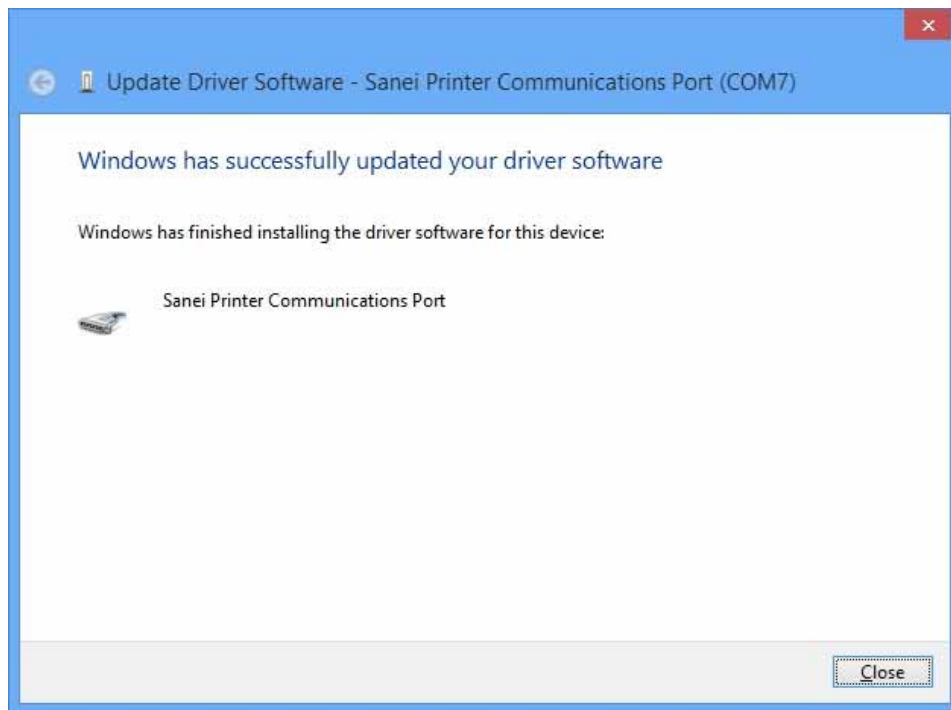 Update Driver Software - Sanei Printer Communications Port (COM7)
Windows has successfully updated your driver software
Windows has finished installing the driver software for this device:
Sanei Printer Communications Port
Close